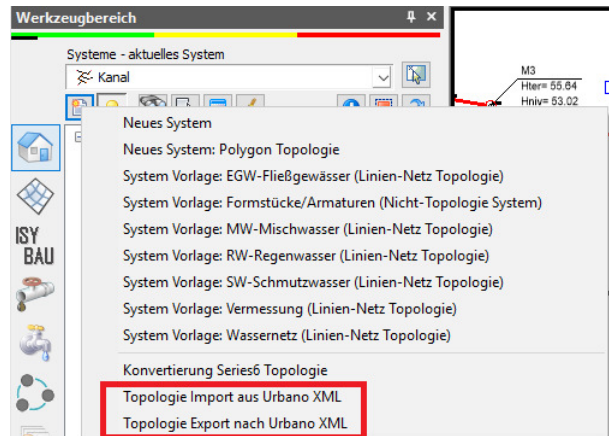 Werkzeugbereich
Systeme - aktuelles System
Kanal
M3
Hter= 55.64
Hniv= 53.02
Neues System
Neues System: Polygon Topologie
System Vorlage: EGW-Fließgewässer (Linien-Netz Topologie)
System Vorlage: Formstücke/Armaturen (Nicht-Topologie System)
System Vorlage: MW-Mischwasser (Linien-Netz Topologie)
System Vorlage: RW-Regenwasser (Linien-Netz Topologie)
System Vorlage: SW-Schmutzwasser (Linien-Netz Topologie)
System Vorlage: Vermessung (Linien-Netz Topologie)
System Vorlage: Wassernetz (Linien-Netz Topologie)
Konvertierung Series6 Topologie
Topologie Import aus Urbano XML
Topologie Export nach Urbano XML
ISY
BAU